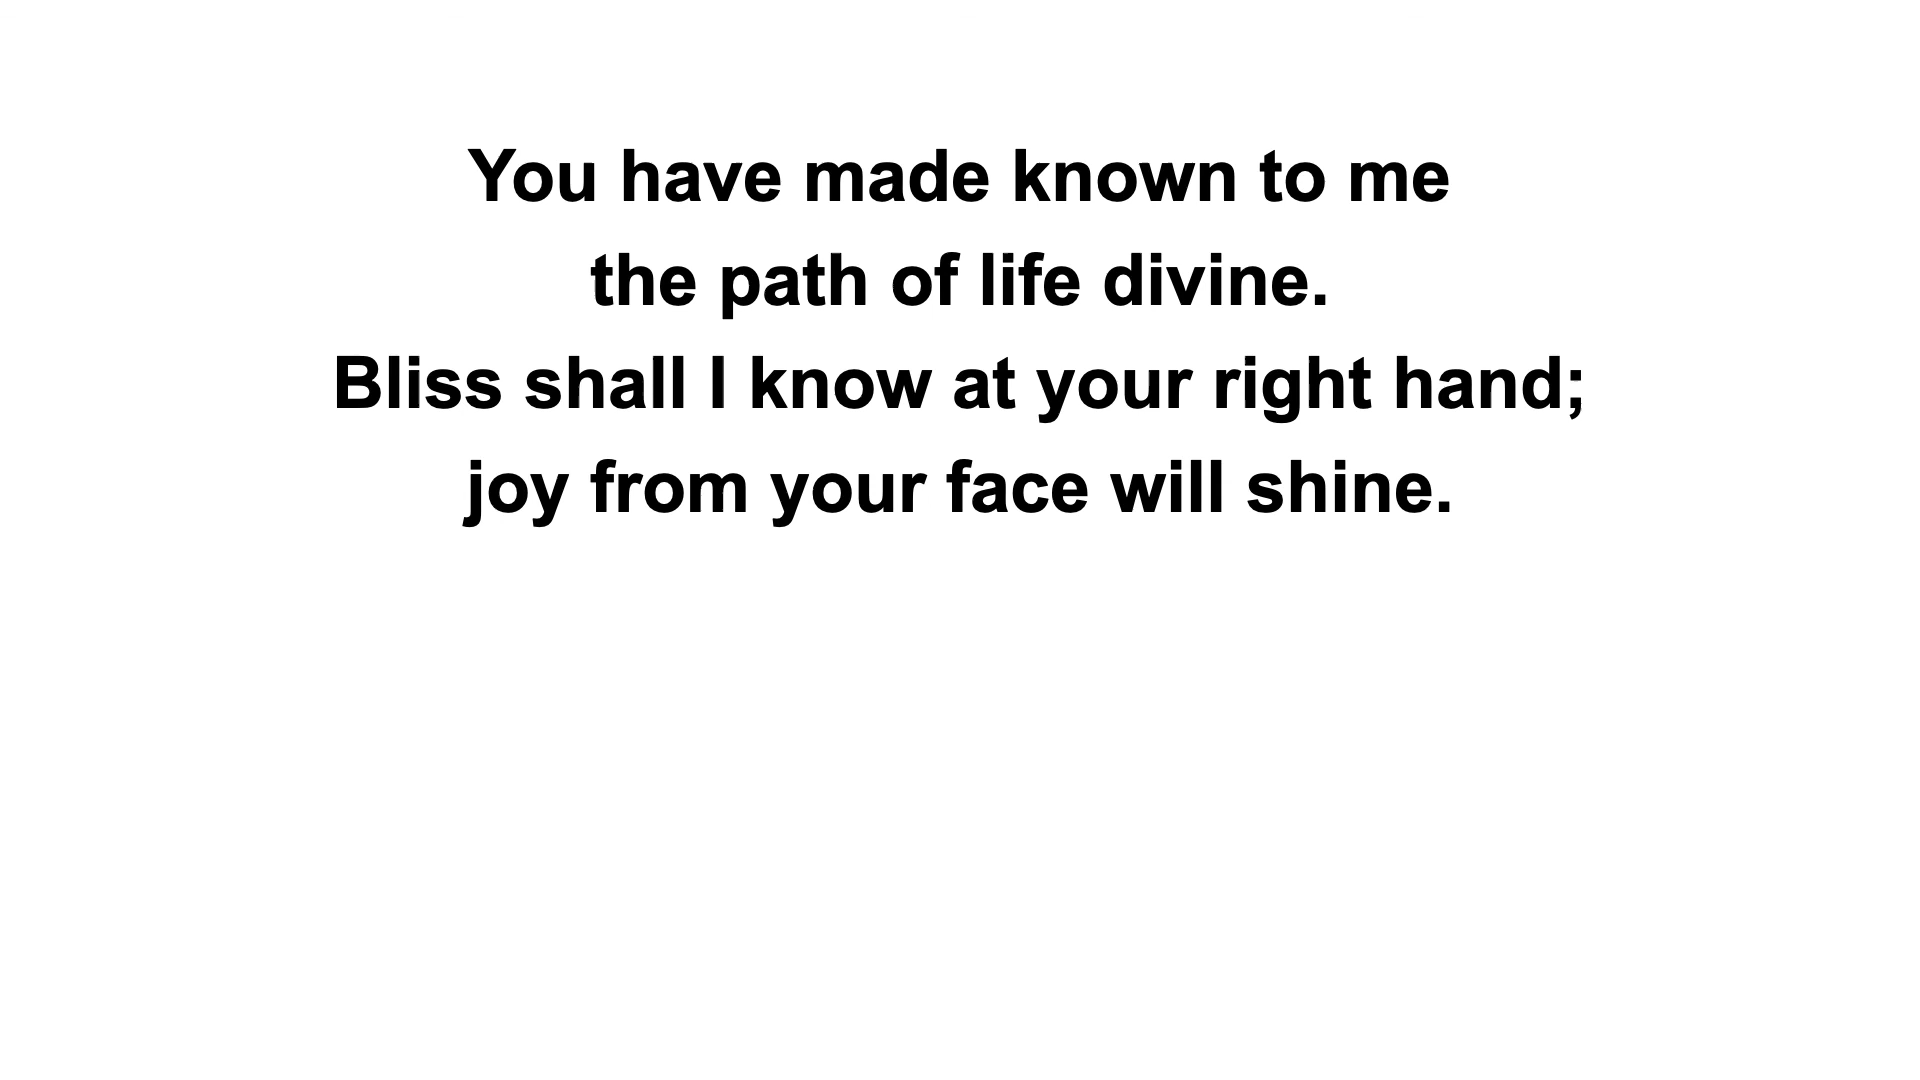 You have made known to me
the path of life divine.
Bliss shall I know at your right hand;
joy from your face will shine.